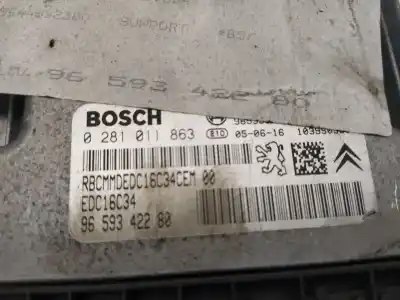 SUPPORT
96 593 422 80
BOSCH
0 281 011 863 E10 05-06-16
RBCMMDEDC16C34CEM 00
EDC16C34
96 593 422 80